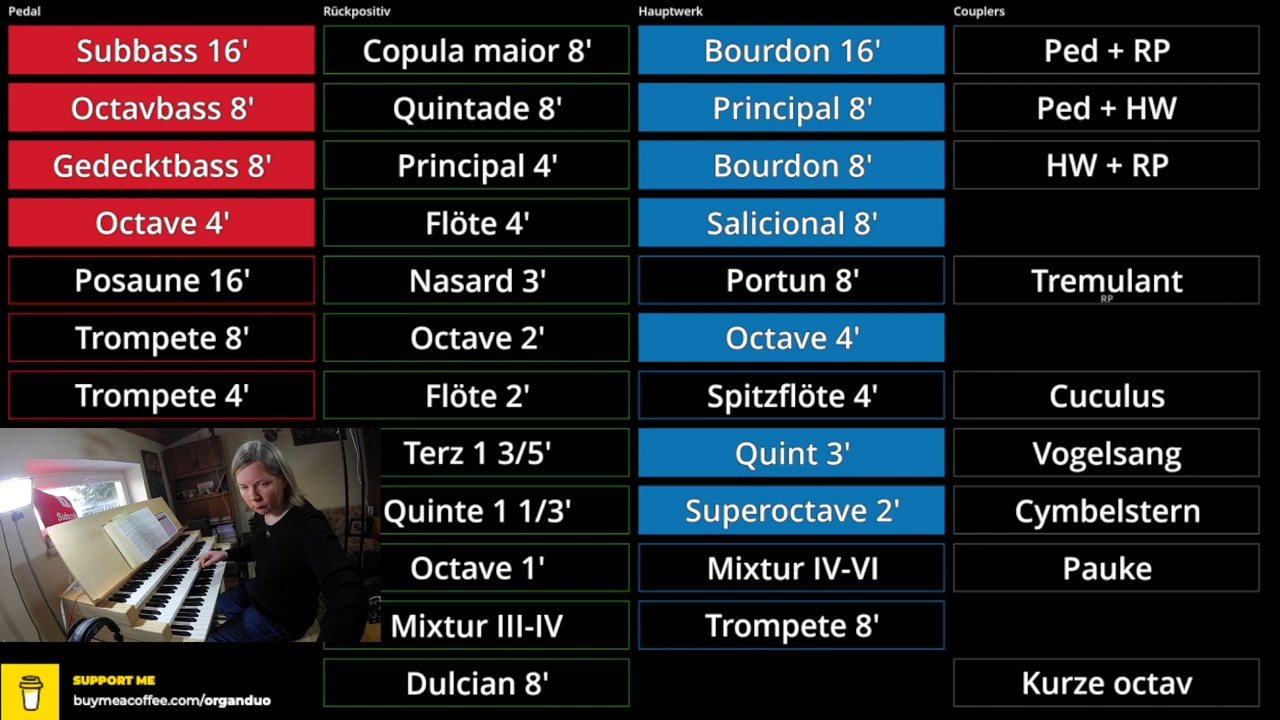 Pedal
Subbass 16'
Octavbass 8'
Gedecktbass 8'
Octave 4'
Posaune 16'
Trompete 8'
Trompete 4'
Rückpositiv
Copula maior 8'
Quintade 8'
Principal 4'
Flöte 4'
Nasard 3'
Octave 2'
Flöte 2'
Terz 1 3/5'
Quinte 1 1/3'
Octave 1'
Mixtur III-IV
Dulcian 8'
Hauptwerk
Bourdon 16'
Principal 8'
Bourdon 8'
Salicional 8'
Portun 8'
Octave 4'
Spitzflöte 4'
Quint 3'
Superoctave 2'
Mixtur IV-VI
Trompete 8'
Couplers
Ped + RP
Ped + HW
HW + RP
Tremulant
RP
Cuculus
Vogelsang
Cymbelstern
Pauke
Kurze octav
SUPPORT ME
buymeacoffee.com/organduo